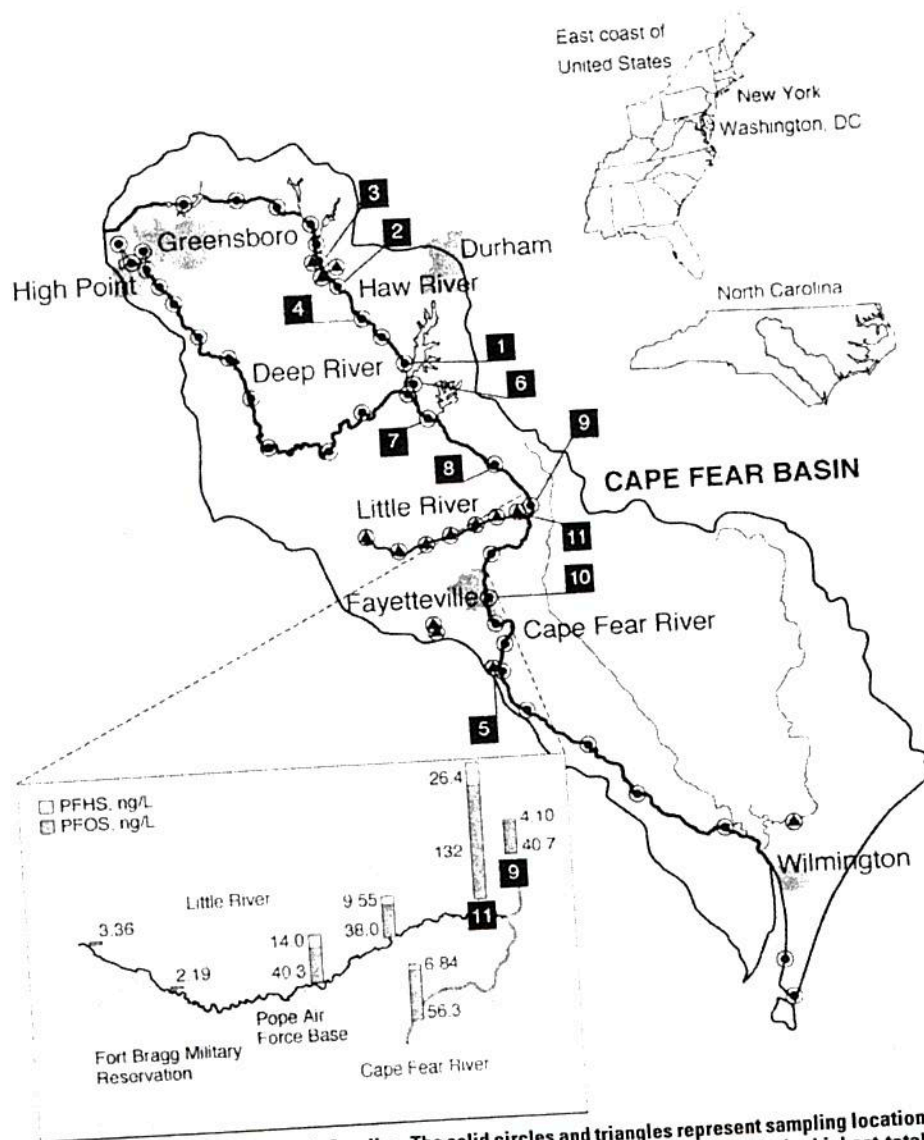 East coast of
United States
New York
Washington, DC
3
Greensboro
2
Durham
High Point
Haw River
North Carolina
4
Deep River
1
6
7
9
8
CAPE FEAR BASIN
Little River
11
10
Fayetteville
Cape Fear River
5
PFHS, ng/L
PFOS, ng/L
26.4
4.10
132
40.7
9
Wilmington
Little River
9.55
11
3.36
14.0
38.0
2.19
40.3
6.84
Pope Air
Force Base
56.3
Fort Bragg Military
Reservation
Cape Fear River
The solid circles and triangles represent sampling location